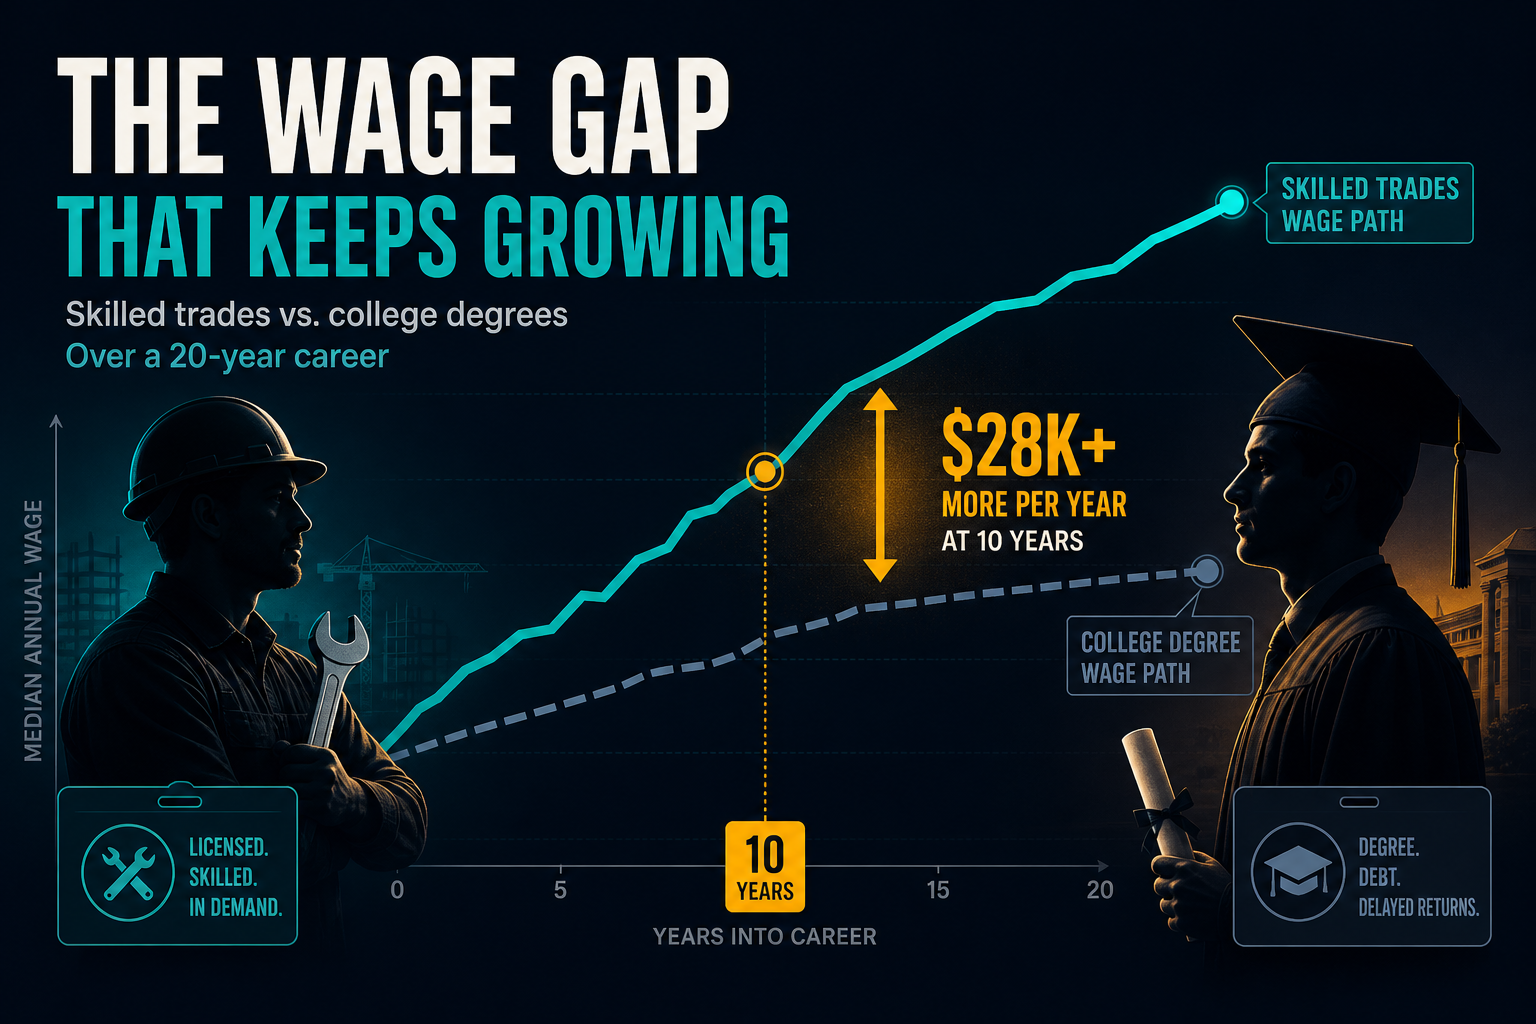 THE WAGE GAP
THAT KEEPS GROWING
Skilled trades vs. college degrees
Over a 20-year career
SKILLED TRADES
WAGE PATH
$28K+
MORE PER YEAR
AT 10 YEARS
COLLEGE DEGREE
WAGE PATH
MEDIAN ANNUAL WAGE
LICENSED.
SKILLED.
IN DEMAND.
0
5
10
YEARS
15
20
YEARS INTO CAREER
DEGREE.
DEBT.
DELAYED RETURNS.